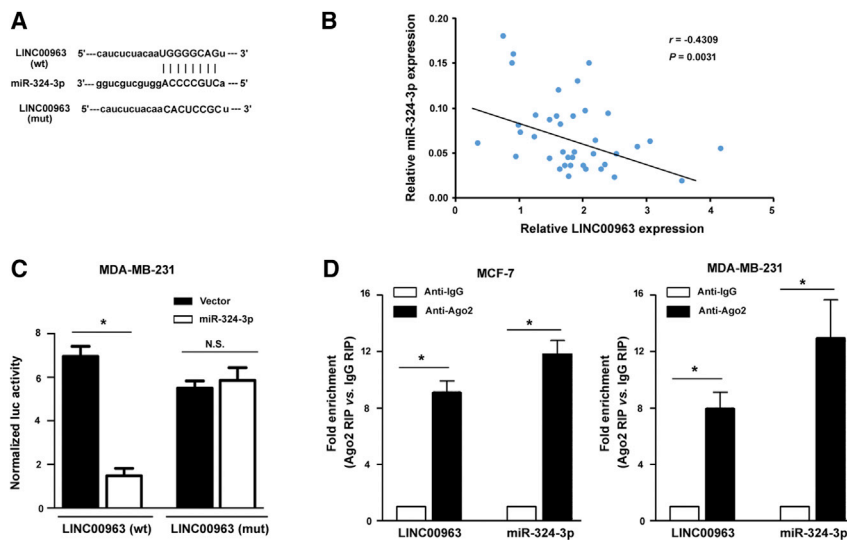 A
LINC00963
(wt)
5'---caucucuacaaUGGGGCAGu --- 3'
miR-324-3p
3'---ggucgucguggACCCCGUCa --- 5'
LINC00963
(mut)
5'---caucucuacaaCACUCCGCu --- 3'
B
r = -0.4309
P = 0.0031
Relative miR-324-3p expression
0.20
0.15
0.10
0.05
0.00
0 1 2 3 4 5
Relative LINC00963 expression
C
MDA-MB-231
Vector
miR-324-3p
Normalized luc activity
8
6
4
2
0
*
N.S.
LINC00963 (wt) LINC00963 (mut)
D
MCF-7
Anti-IgG
Anti-Ago2
Fold enrichment
(Ago2 RIP vs. IgG RIP)
16
12
8
4
0
*
*
LINC00963 miR-324-3p
MDA-MB-231
Anti-IgG
Anti-Ago2
Fold enrichment
(Ago2 RIP vs. IgG RIP)
16
12
8
4
0
*
*
LINC00963 miR-324-3p